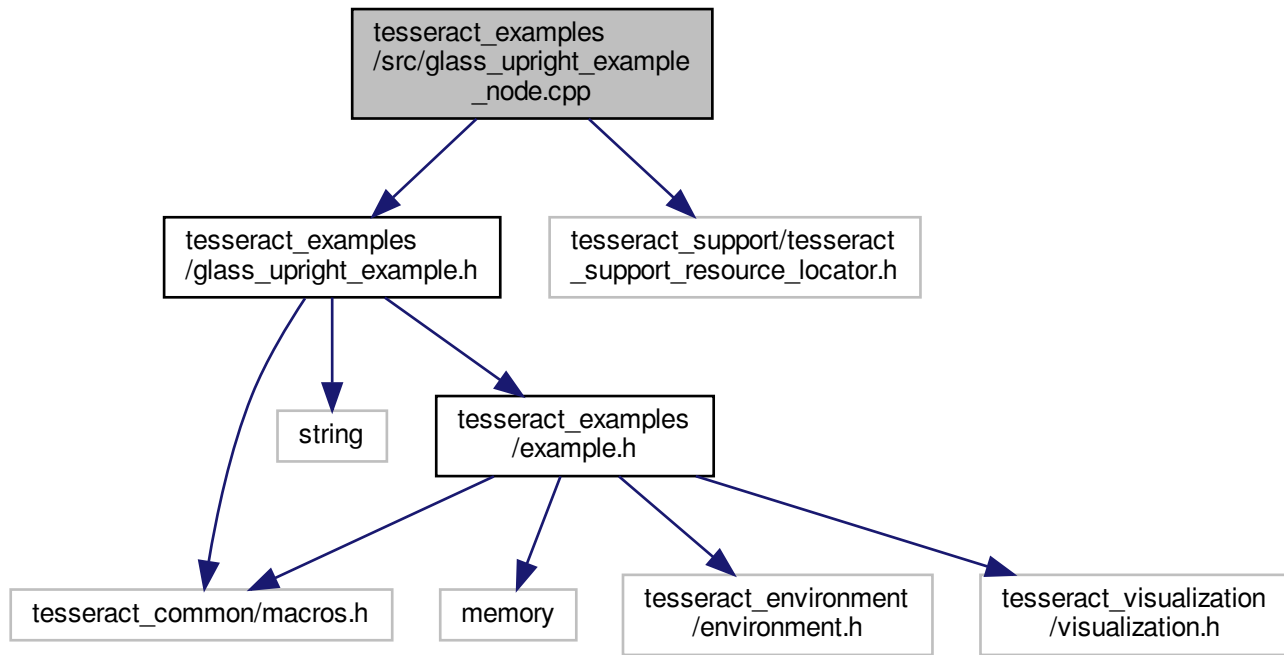 tesseract_examples
/src/glass_upright_example
_node.cpp
tesseract_examples
/glass_upright_example.h
tesseract_support/tesseract
_support_resource_locator.h
string
tesseract_examples
/example.h
tesseract_common/macros.h
memory
tesseract_environment
/environment.h
tesseract_visualization
/visualization.h